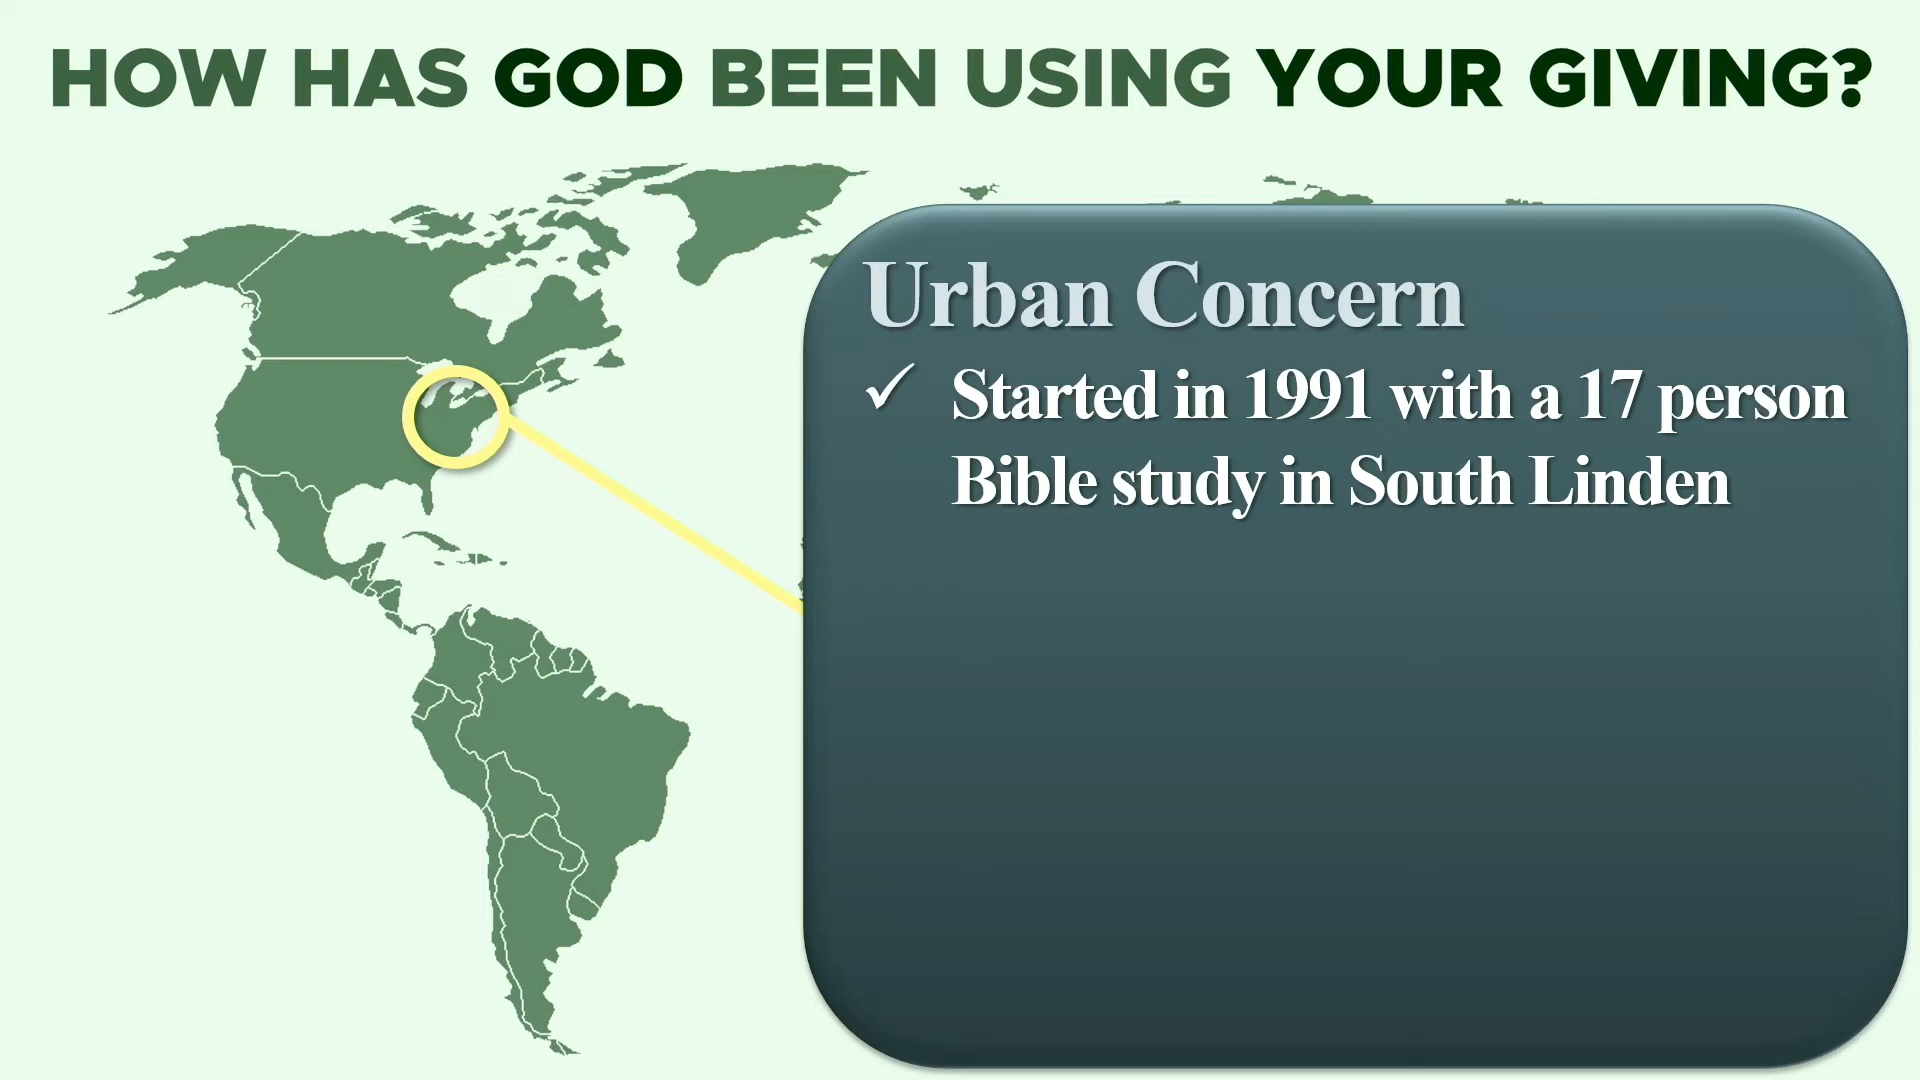 HOW HAS GOD BEEN USING YOUR GIVING?
Urban Concern
✓ Started in 1991 with a 17 person
Bible study in South Linden